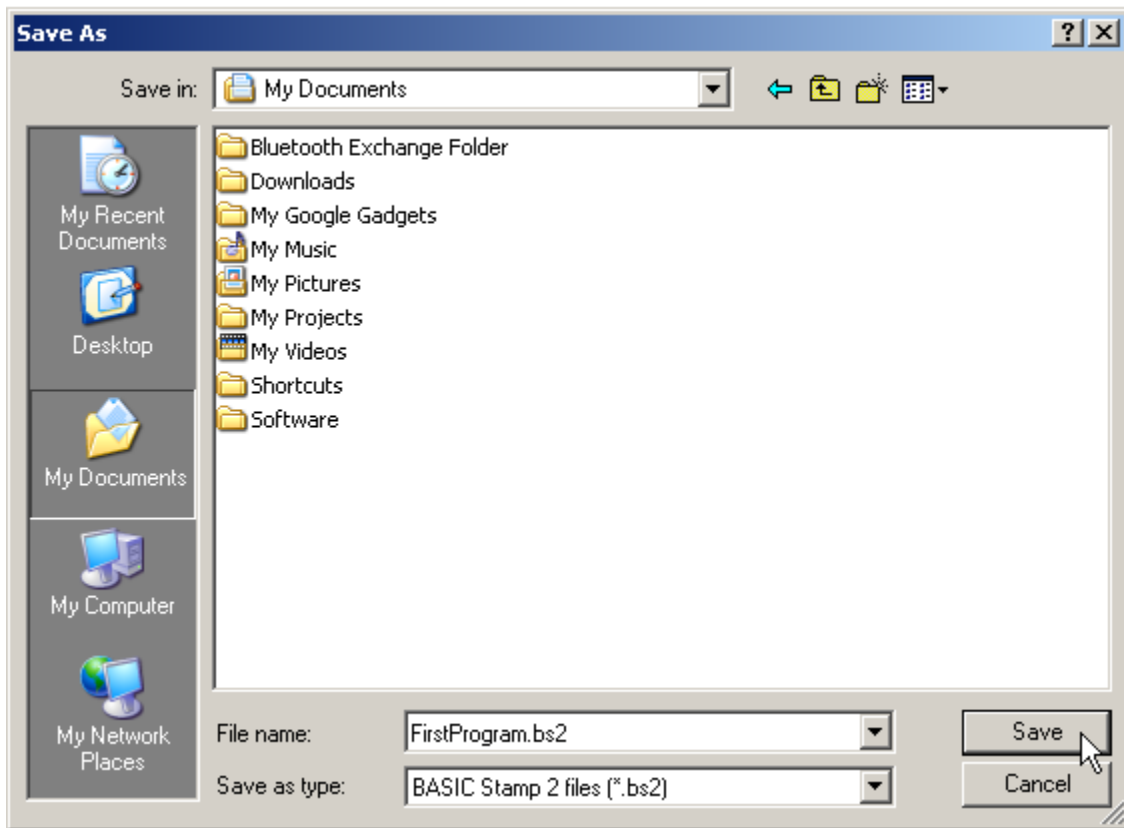 Save As
Save in:
My Documents
My Recent
Documents
Desktop
My Documents
My Computer
My Network
Places
Bluetooth Exchange Folder
Downloads
My Google Gadgets
My Music
My Pictures
My Projects
My Videos
Shortcuts
Software
File name:
FirstProgram.bs2
Save
Save as type:
BASIC Stamp 2 files (*.bs2)
Cancel